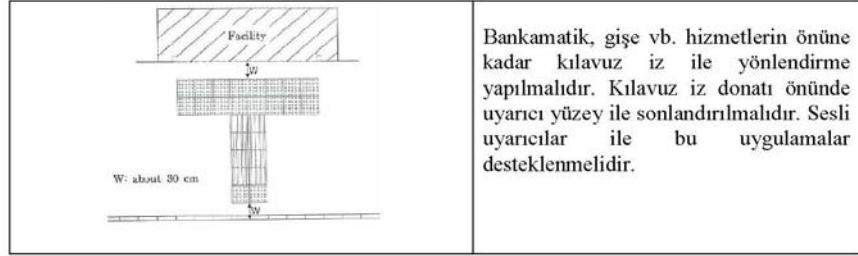 Facility
W
W: about 30 cm
W
Bankamatik, gişe vb. hizmetlerin önüne
kadar kılavuz iz ile yönlendirme
yapılmalıdır. Kılavuz iz donatı önünde
uyarıcı yüzey ile sonlandırılmalıdır. Sesli
uyarıcılar ile bu uygulamalar
desteklenmelidir.